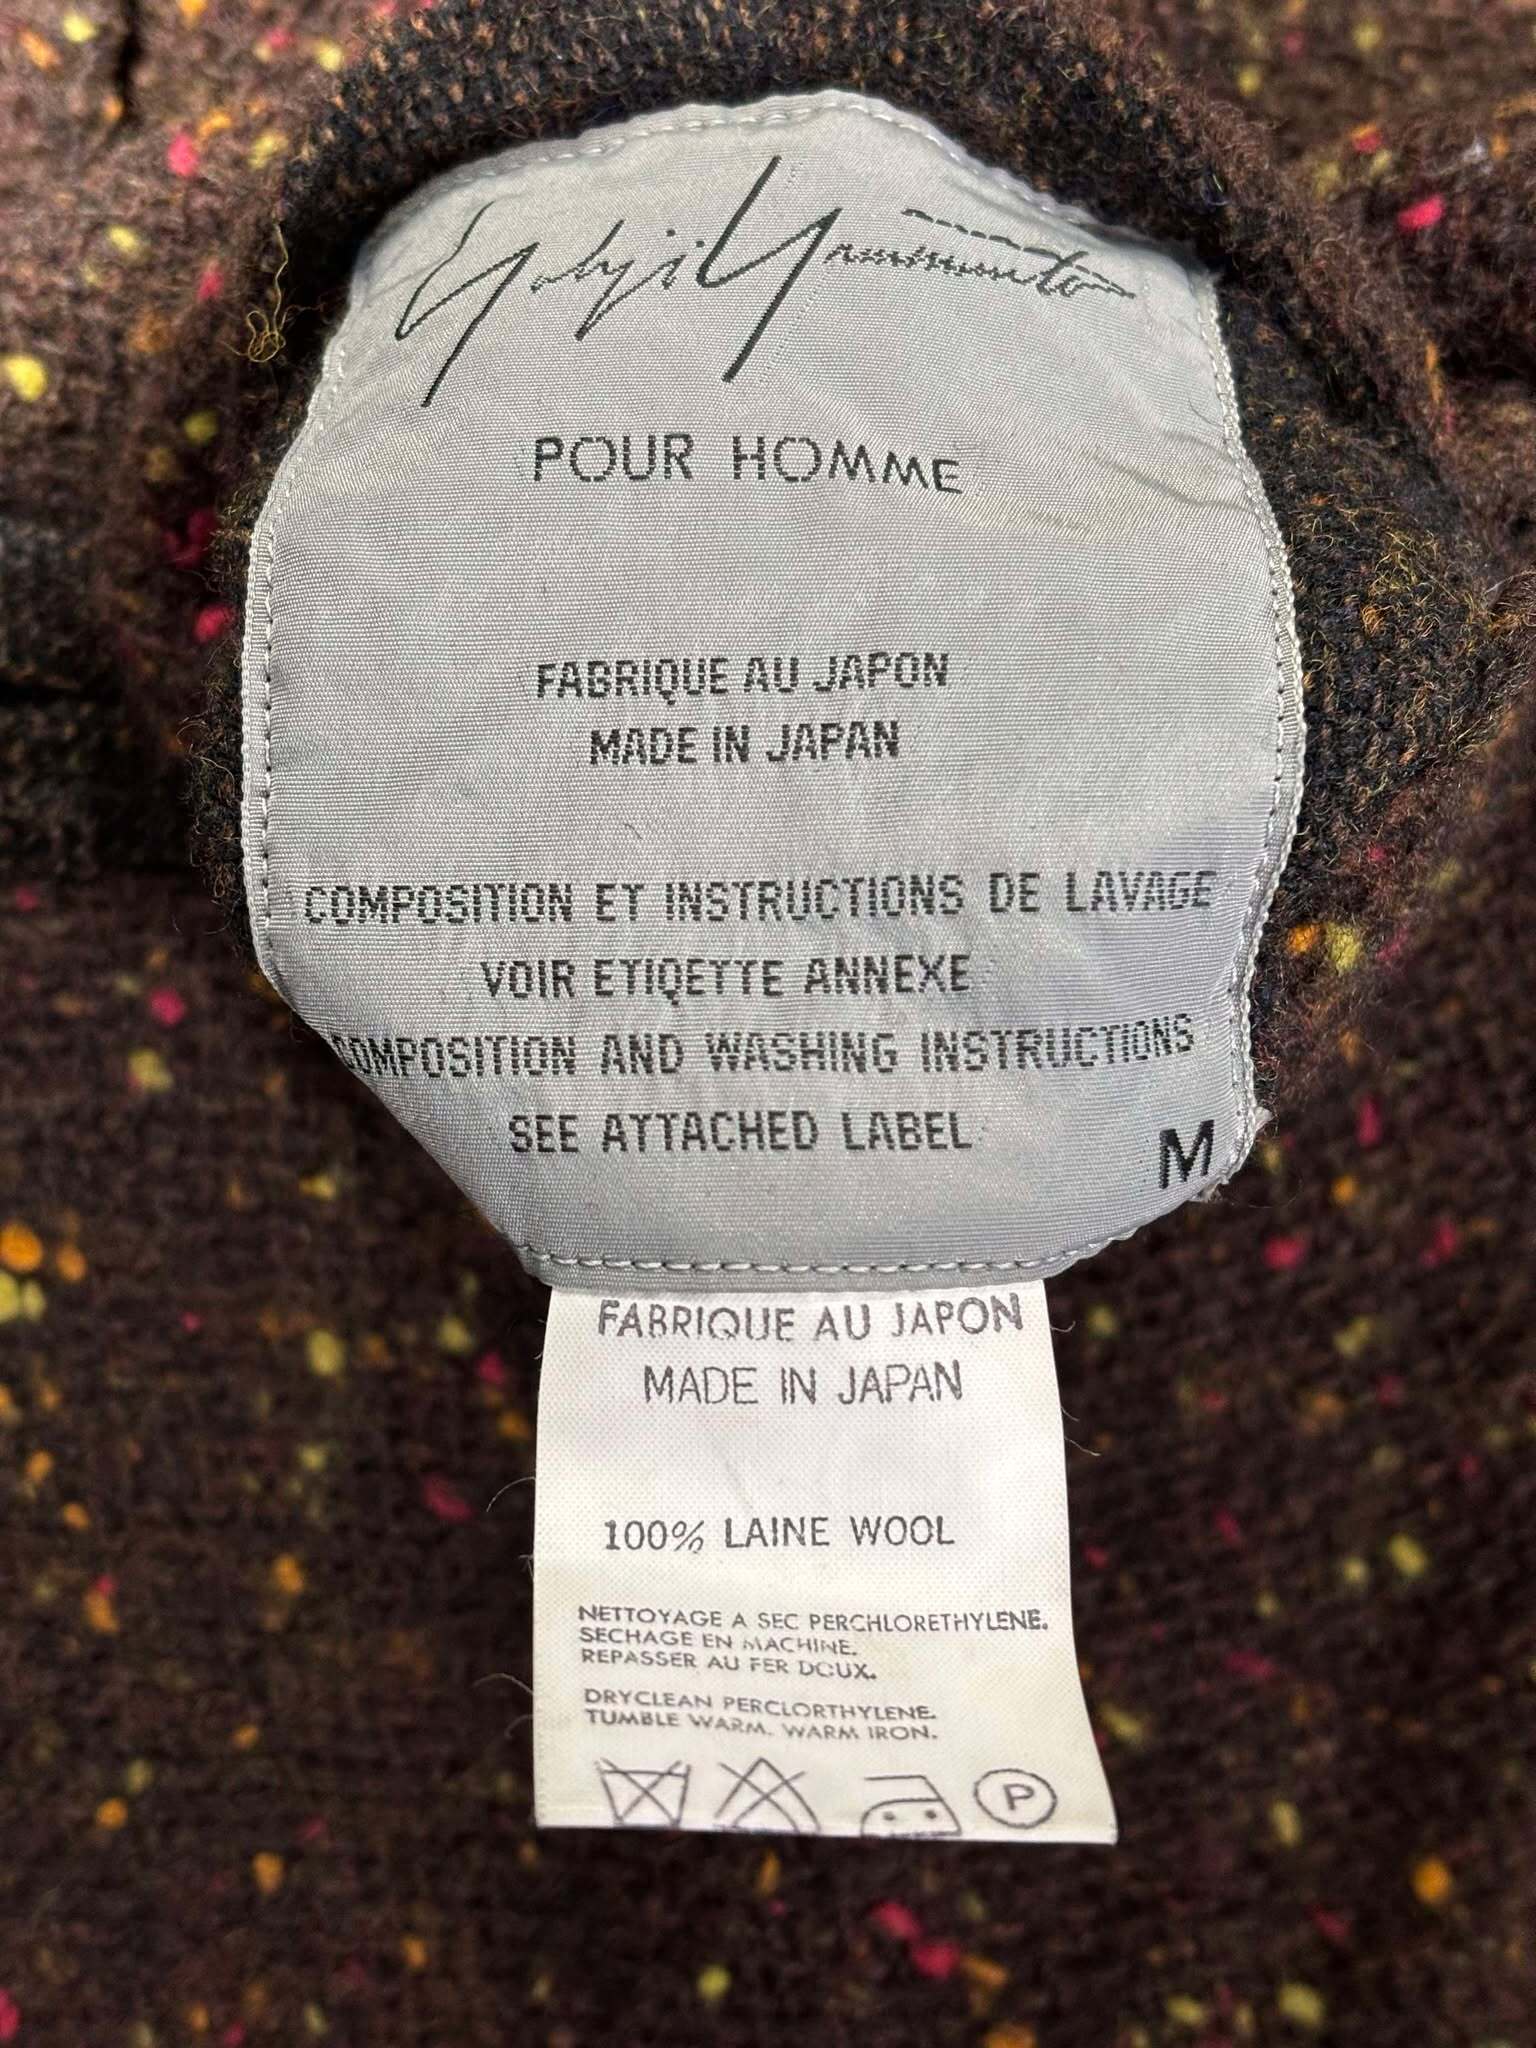 Yohji Yamamoto
POUR HOMME
FABRIQUE AU JAPON
MADE IN JAPAN
COMPOSITION ET INSTRUCTIONS DE LAVAGE
VOIR ETIQETTE ANNEXE
COMPOSITION AND WASHING INSTRUCTIONS
SEE ATTACHED LABEL
M
FABRIQUE AU JAPON
MADE IN JAPAN
100% LAINE WOOL
NETTOYAGE A SEC PERCHLORETHYLENE.
SECHAGE EN MACHINE.
REPASSER AU FER DOUX.
DRYCLEAN PERCLORTHYLENE.
TUMBLE WARM. WARM IRON.
P